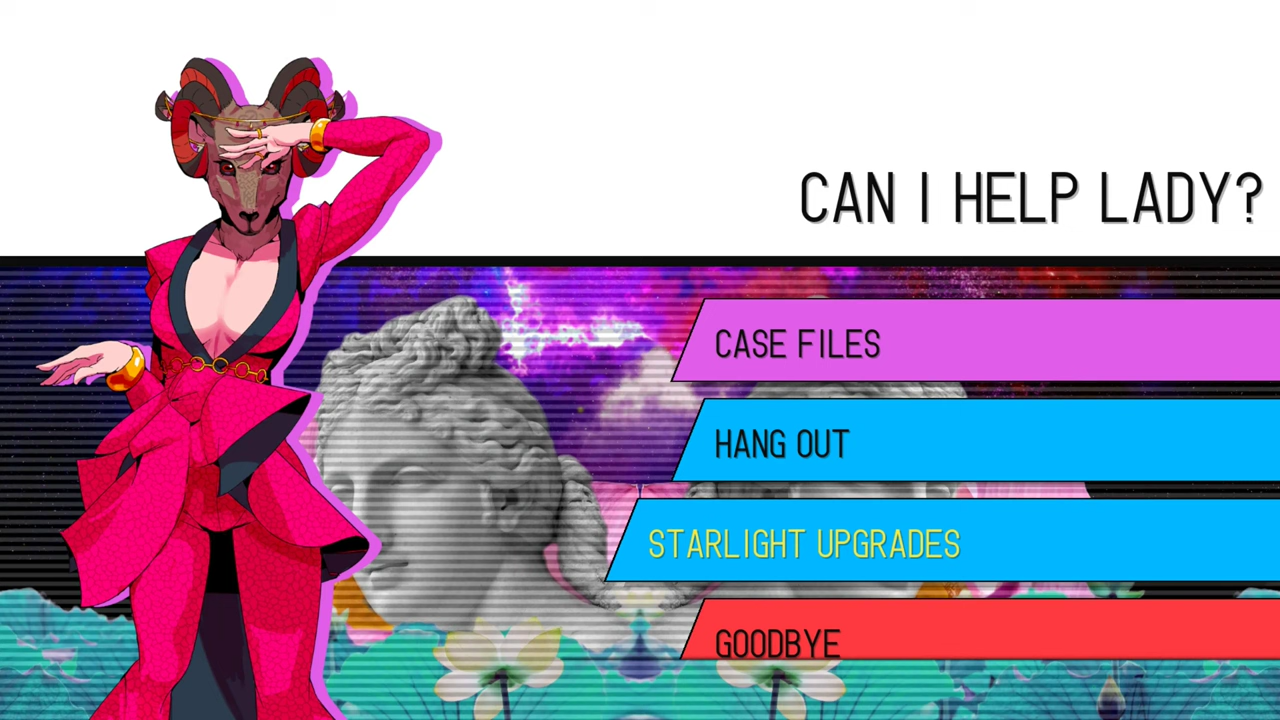 CAN I HELP LADY?
CASE FILES
HANG OUT
STARLIGHT UPGRADES
GOODBYE